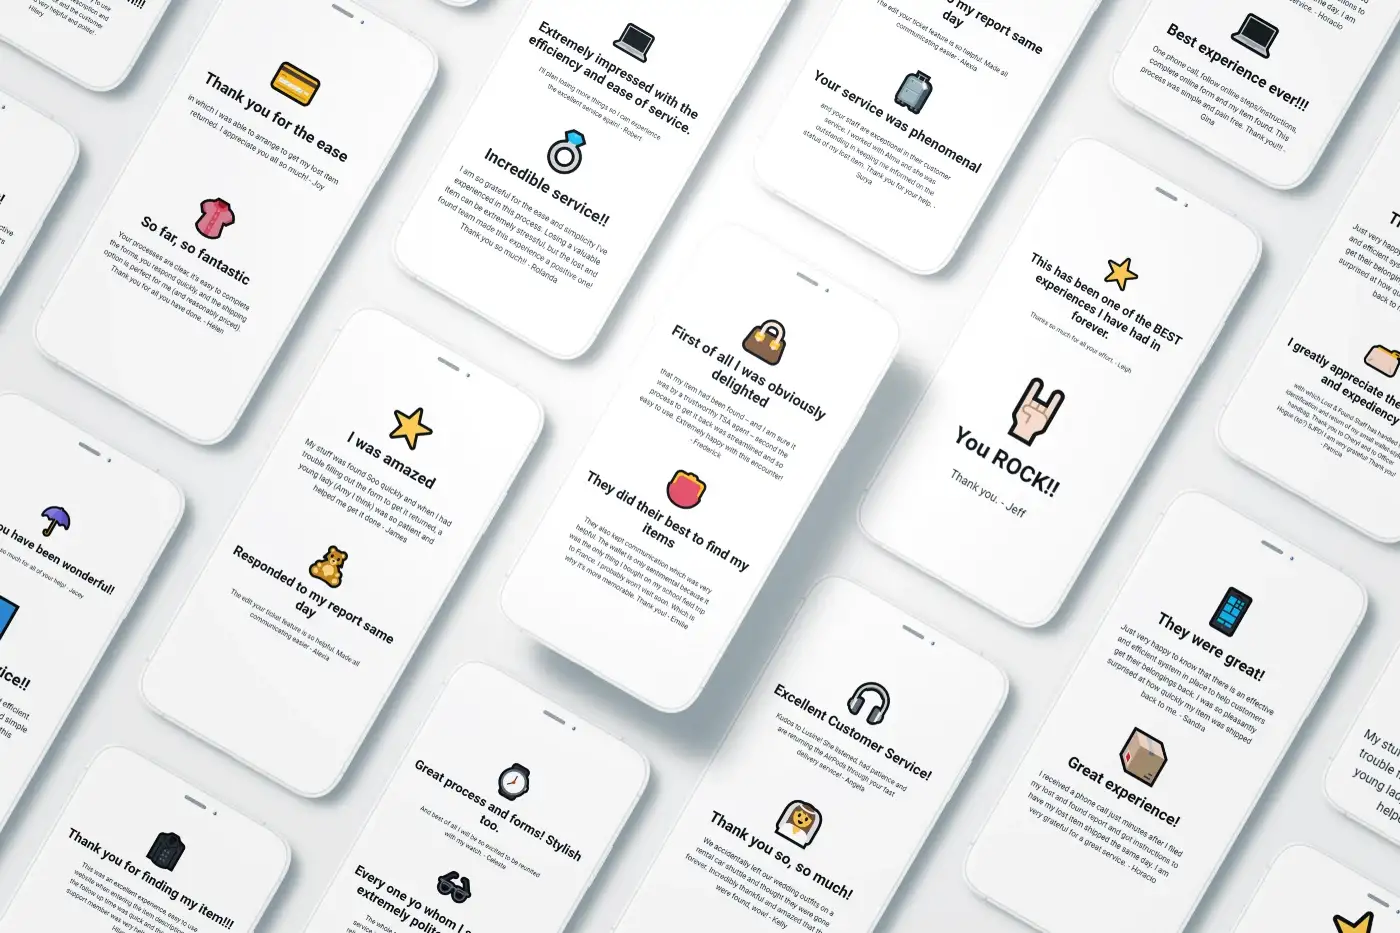 very helpful and polite!
Hilary
Thank you for the ease
in which I was able to arrange to get my lost item
returned. I appreciate you all so much! - Joy
So far, so fantastic
Your processes are clear, it's easy to complete
the forms, you respond quickly, and the shipping
option is perfect for me (and reasonably priced).
Thank you for all you have done. - Helen
Extremely impressed with the
efficiency and ease of service.
I'll plan losing more things so I can experience
the excellent service again! - Robert
Incredible service!!
I am so grateful for the ease and simplicity I've
experienced in this process. Losing a valuable
item can be extremely stressful, but the lost and
found team made this experience a positive one!
Thank you so much!! - Rolanda
my report same
day
The edit your ticket feature is so helpful. Made all
communicating easier - Alexia
Your service was phenomenal
and your staff are exceptional in their customer
service. I worked with Alma and she was
outstanding in keeping me informed on the
status of my lost item. Thank you for your help. -
Surya
same day. I am
service. - Horacio
Best experience ever!!!
One phone call, follow online steps/instructions,
complete online form and my item found. This
process was simple and pain free. Thank you!! -
Gina
You have been wonderful!
so much for all of your help! - Jacey
I was amazed
My stuff was found Soo quickly and when I had
trouble filling out the form to get it returned, a
young lady (Amy I think) was so patient and
helped me get it done - James
Responded to my report same
day
The edit your ticket feature is so helpful. Made all
communicating easier - Alexia
First of all I was obviously
delighted
that my item had been found – and I am sure it
was by a trustworthy TSA agent – second the
process to get it back was streamlined and so
easy to use. Extremely happy with this encounter!
- Frederick
They did their best to find my
items
They also kept communication which was very
helpful. The wallet is only sentimental because it
was the only thing I bought on my school field trip
to France. I probably won't visit soon. Which is
why it's more memorable. Thank you! - Emilie
This has been one of the BEST
experiences I have had in
forever.
Thanks so much for all your effort. - Leigh
You ROCK!!
Thank you. - Jeff
Just very happy
and efficient sys
get their belongings
surprised at how qu
back to
I greatly appreciate the
and expediency
with which Lost & Found Staff has handled
identification and return of my small wallet-style
handbag. Thank you to Cheryl and to Officer
Hogue (sp?) SJPD! I am very grateful! Thank you!
- Patricia
Thank you for finding my item!!!
This was an excellent experience, easy to use
website when entering the item description and
the follow up time was quick and the customer
support member was very
Great process and forms! Stylish
too.
And best of all I will be so excited to be reunited
with my watch. - Celeste
Every one yo whom I
extremely polite
The whole
Excellent Customer Service!
Kudos to Lusine! She listened, had patience and
are returning the AirPods through your fast
delivery service! - Angela
Thank you so, so much!
We accidentally left our wedding outfits on a
rental car shuttle and thought they were gone
forever. Incredibly thankful and amazed that they
were found, wow! - Kelly
They were great!
Just very happy to know that there is an effective
and efficient system in place to help customers
get their belongings back. I was so pleasantly
surprised at how quickly my item was shipped
back to me. - Sandra
Great experience!
I received a phone call just minutes after I filed
my lost and found report and got instructions to
have my lost item shipped the same day. I am
very grateful for a great service. - Horacio
My stu
trouble
young lad
helpe